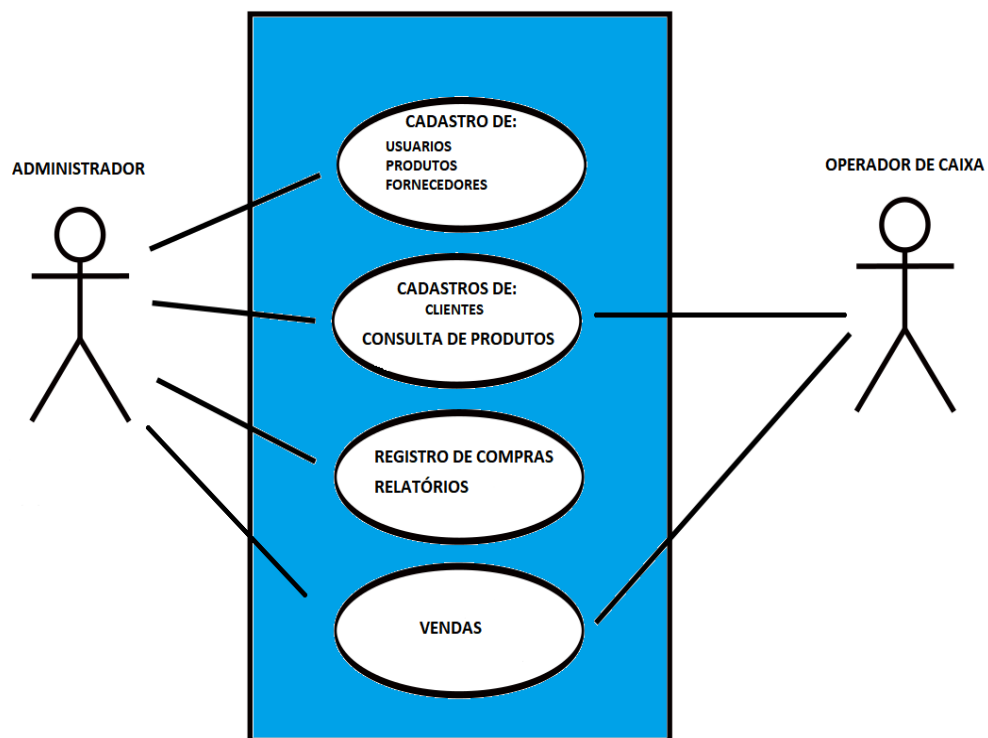 ADMINISTRADOR
OPERADOR DE CAIXA
CADASTRO DE:
USUARIOS
PRODUTOS
FORNECEDORES
CADASTROS DE:
CLIENTES
CONSULTA DE PRODUTOS
REGISTRO DE COMPRAS
RELATÓRIOS
VENDAS